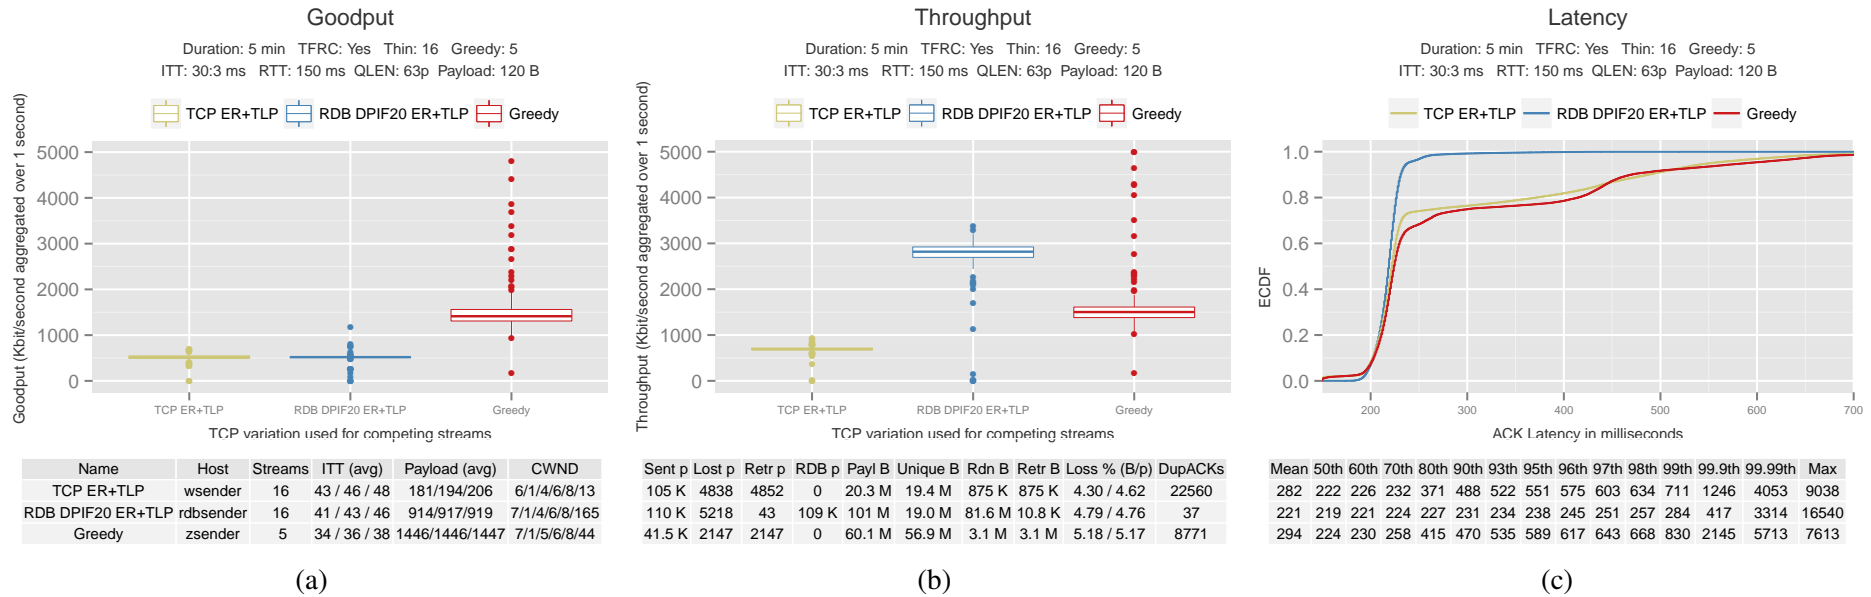 Goodput
Duration: 5 min TFRC: Yes Thin: 16 Greedy: 5
ITT: 30:3 ms RTT: 150 ms QLEN: 63p Payload: 120 B
TCP ER+TLP RDB DPIF20 ER+TLP Greedy
Goodput (Kbit/second aggregated over 1 second)
5000
4000
3000
2000
1000
0
TCP ER+TLP RDB DPIF20 ER+TLP Greedy
TCP variation used for competing streams
Name Host Streams ITT (avg) Payload (avg) CWND
TCP ER+TLP wsender 16 43 / 46 / 48 181/194/206 6/1/4/6/8/13
RDB DPIF20 ER+TLP rdbsender 16 41 / 43 / 46 914/917/919 7/1/4/6/8/165
Greedy zsender 5 34 / 36 / 38 1446/1446/1447 7/1/5/6/8/44
(a)
Throughput
Duration: 5 min TFRC: Yes Thin: 16 Greedy: 5
ITT: 30:3 ms RTT: 150 ms QLEN: 63p Payload: 120 B
TCP ER+TLP RDB DPIF20 ER+TLP Greedy
Throughput (Kbit/second aggregated over 1 second)
5000
4000
3000
2000
1000
0
TCP ER+TLP RDB DPIF20 ER+TLP Greedy
TCP variation used for competing streams
Sent p Lost p Retr p RDB p Payl B Unique B Rdn B Retr B Loss % (B/p) DupACKs
105 K 4838 4852 0 20.3 M 19.4 M 875 K 875 K 4.30 / 4.62 22560
110 K 5218 43 109 K 101 M 19.0 M 81.6 M 10.8 K 4.79 / 4.76 37
41.5 K 2147 2147 0 60.1 M 56.9 M 3.1 M 3.1 M 5.18 / 5.17 8771
(b)
Latency
Duration: 5 min TFRC: Yes Thin: 16 Greedy: 5
ITT: 30:3 ms RTT: 150 ms QLEN: 63p Payload: 120 B
TCP ER+TLP RDB DPIF20 ER+TLP Greedy
ECDF
1.0
0.8
0.6
0.4
0.2
0.0
200 300 400 500 600 700
ACK Latency in milliseconds
Mean 50th 60th 70th 80th 90th 93th 95th 96th 97th 98th 99th 99.9th 99.99th Max
282 222 226 232 371 488 522 551 575 603 634 711 1246 4053 9038
221 219 221 224 227 231 234 238 245 251 257 284 417 3314 16540
294 224 230 258 415 470 535 589 617 643 668 830 2145 5713 7613
(c)